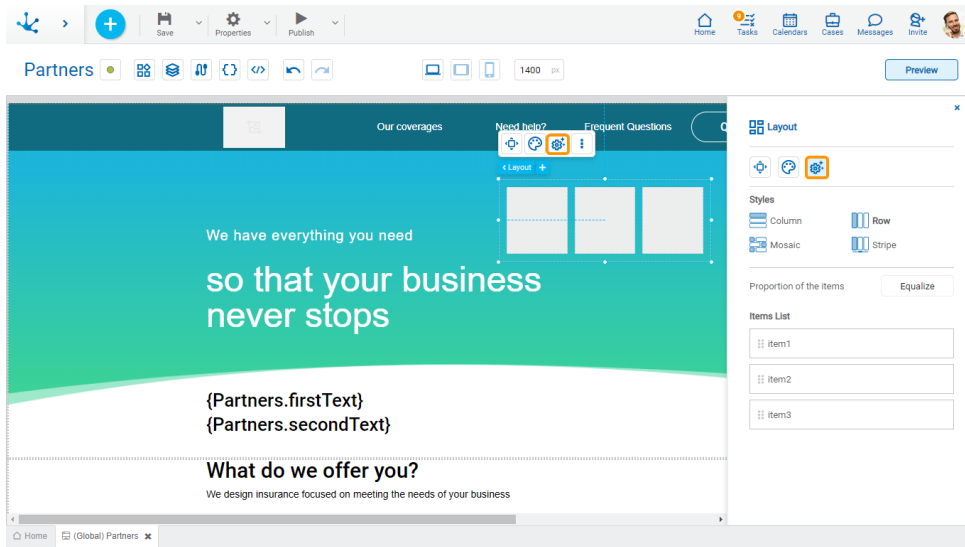 Save
Properties
Publish
Home
9
Tasks
Calendars
Cases
Messages
Invite
Partners
1400 px
Preview
Our coverages
Need help?
Frequent Questions
Layout
Layout
We have everything you need
so that your business
never stops
{Partners.firstText}
{Partners.secondText}
What do we offer you?
We design insurance focused on meeting the needs of your business
Styles
Column
Row
Mosaic
Stripe
Proportion of the items
Equalize
Items List
item1
item2
item3
Home
(Global) Partners